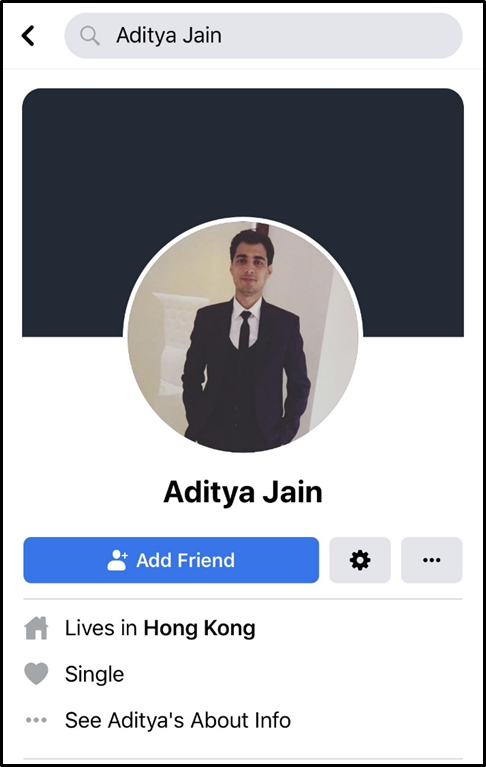 Aditya Jain
Aditya Jain
Add Friend
Lives in Hong Kong
Single
See Aditya's About Info